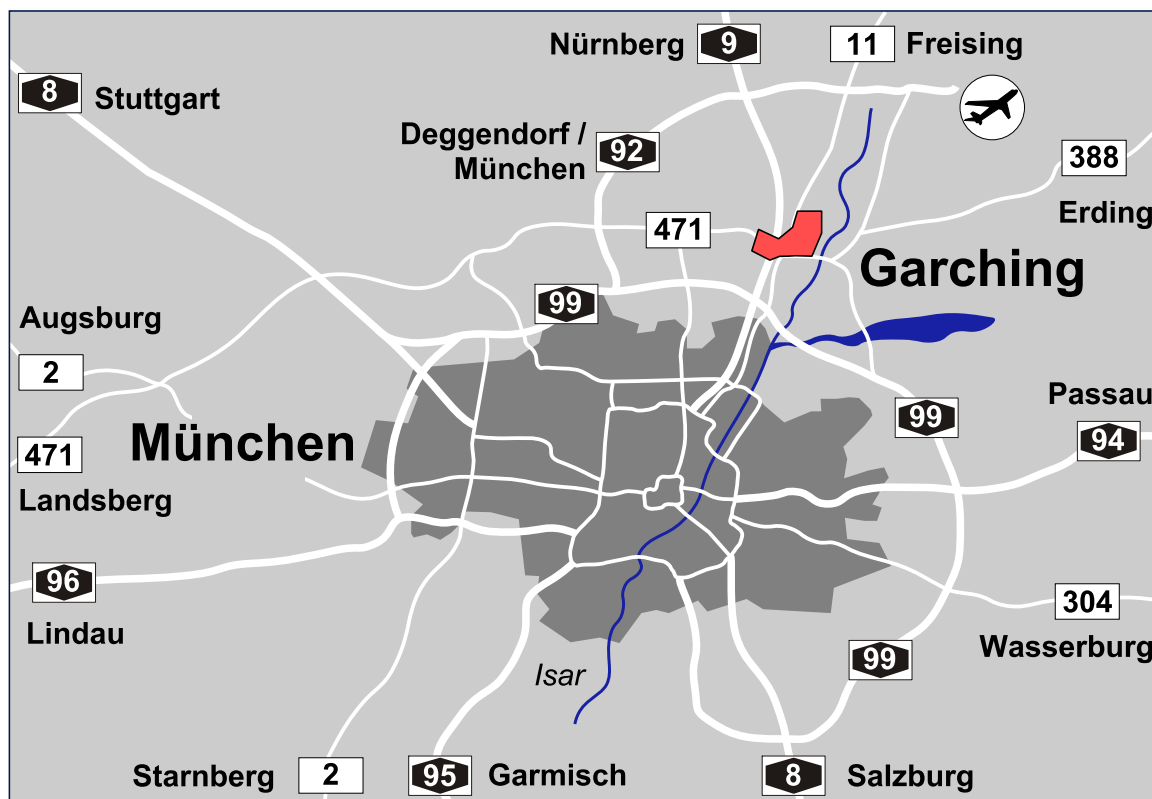 Nürnberg
9
11
Freising
8
Stuttgart
Deggendorf /
München
92
388
Erding
471
Garching
99
Augsburg
2
Passau
99
94
München
471
Landsberg
96
Lindau
304
Wasserburg
99
Isar
Starnberg
2
95
Garmisch
8
Salzburg